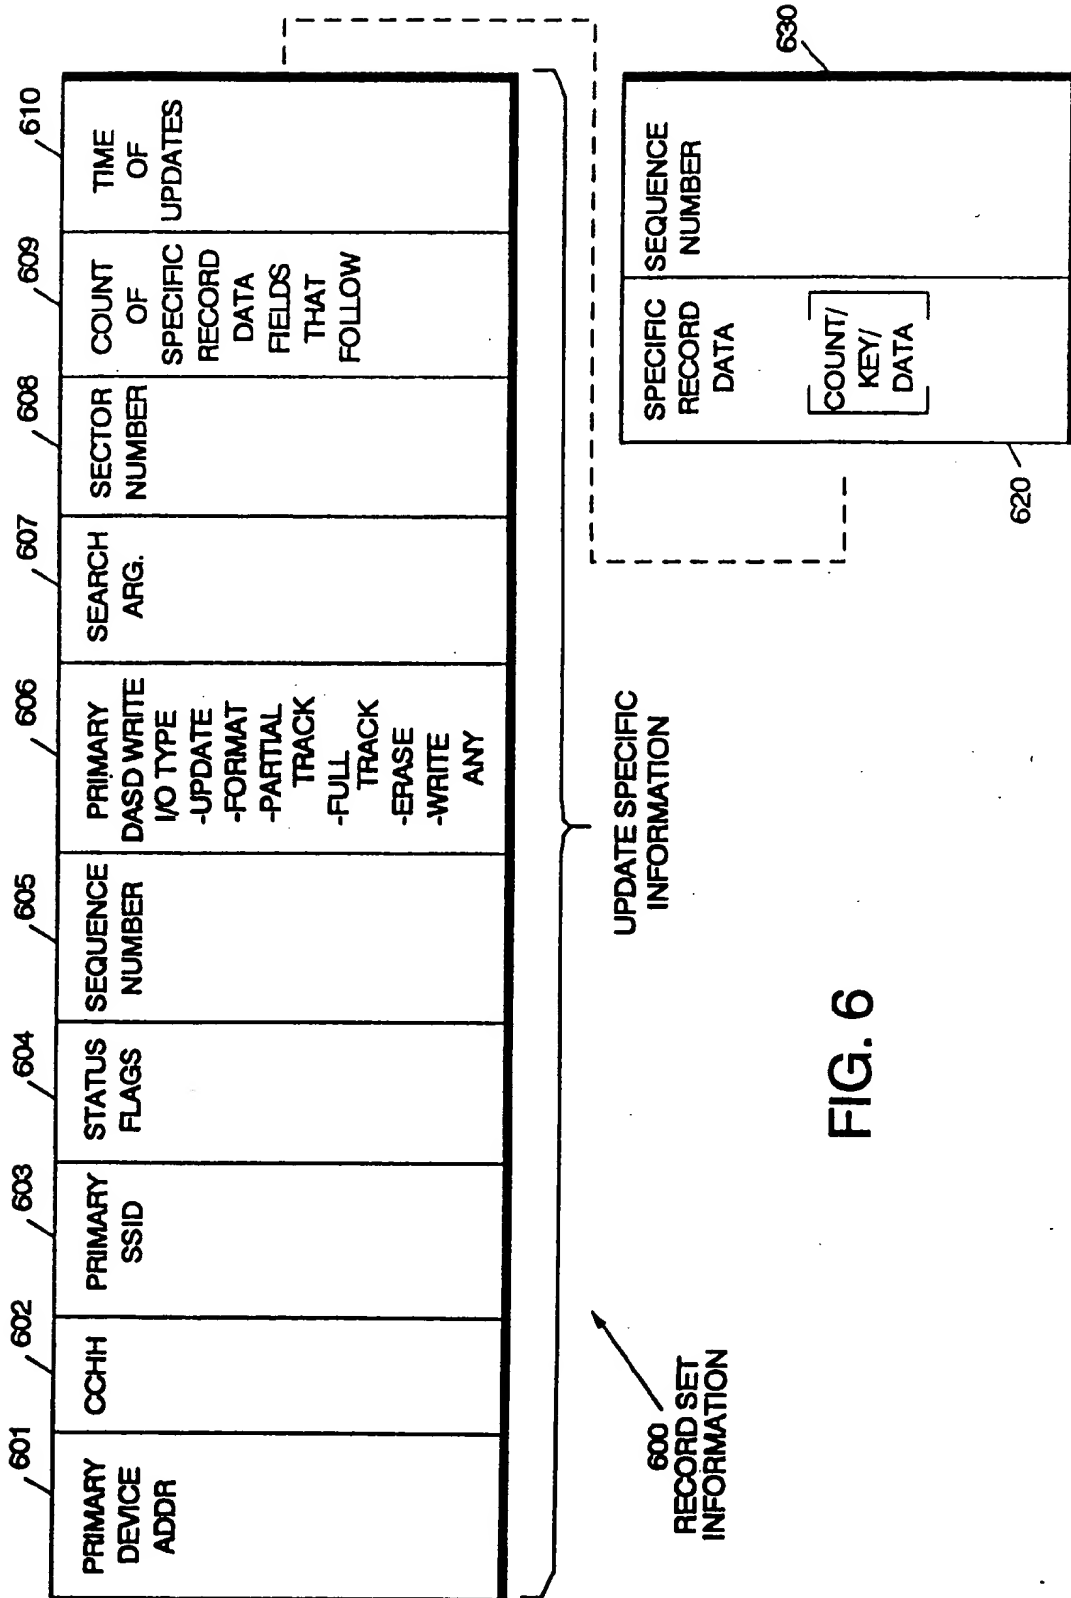 601
PRIMARY
DEVICE
ADDR
602
CCHH
603
PRIMARY
SSID
604
STATUS
FLAGS
605
SEQUENCE
NUMBER
606
PRIMARY
DASD WRITE
I/O TYPE
-UPDATE
-FORMAT
-PARTIAL
TRACK
-FULL
TRACK
-ERASE
-WRITE
ANY
607
SEARCH
ARG.
608
SECTOR
NUMBER
609
COUNT
OF
SPECIFIC
RECORD
DATA
FIELDS
THAT
FOLLOW
610
TIME
OF
UPDATES
UPDATE SPECIFIC
INFORMATION
600
RECORD SET
INFORMATION
620
SPECIFIC
RECORD
DATA
COUNT/
KEY/
DATA
630
SEQUENCE
NUMBER
FIG. 6